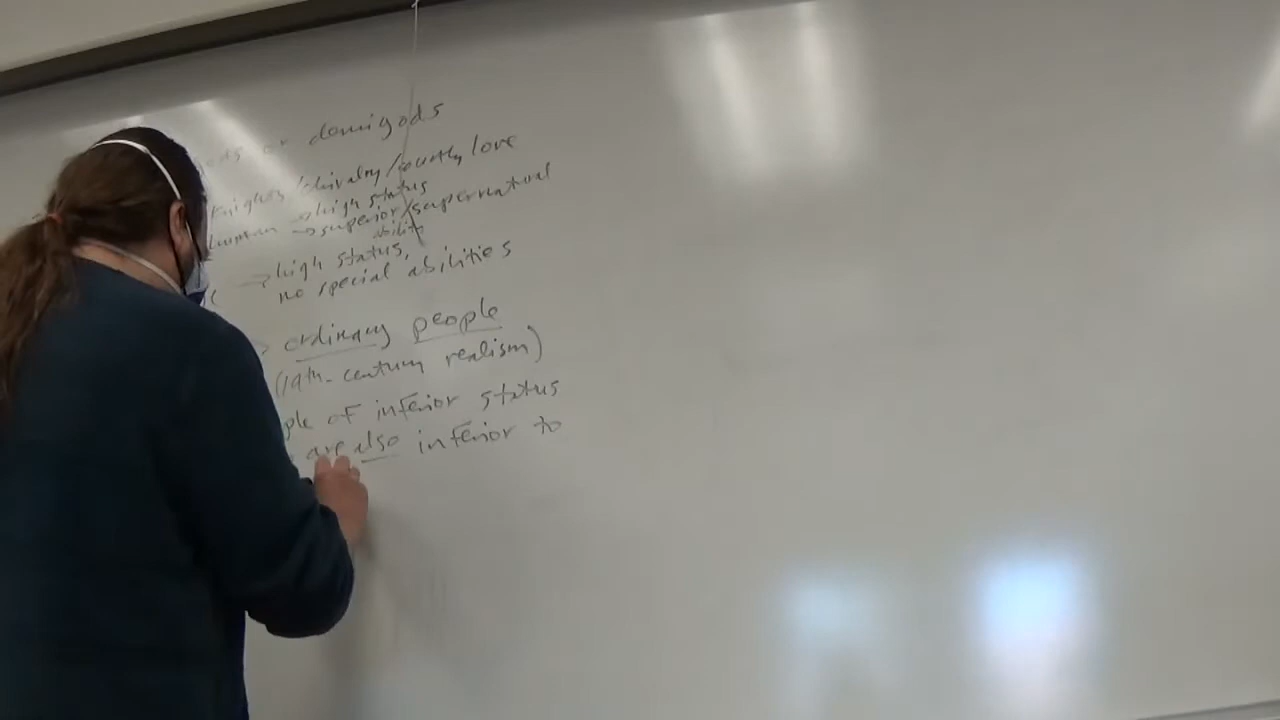 or demigods
knights/chivalry/courtly love
human → high status
→ superior/supernatural
ability
→ high status,
no special abilities
ordinary people
(19th-century realism)
ple of inferior status
are also inferior to